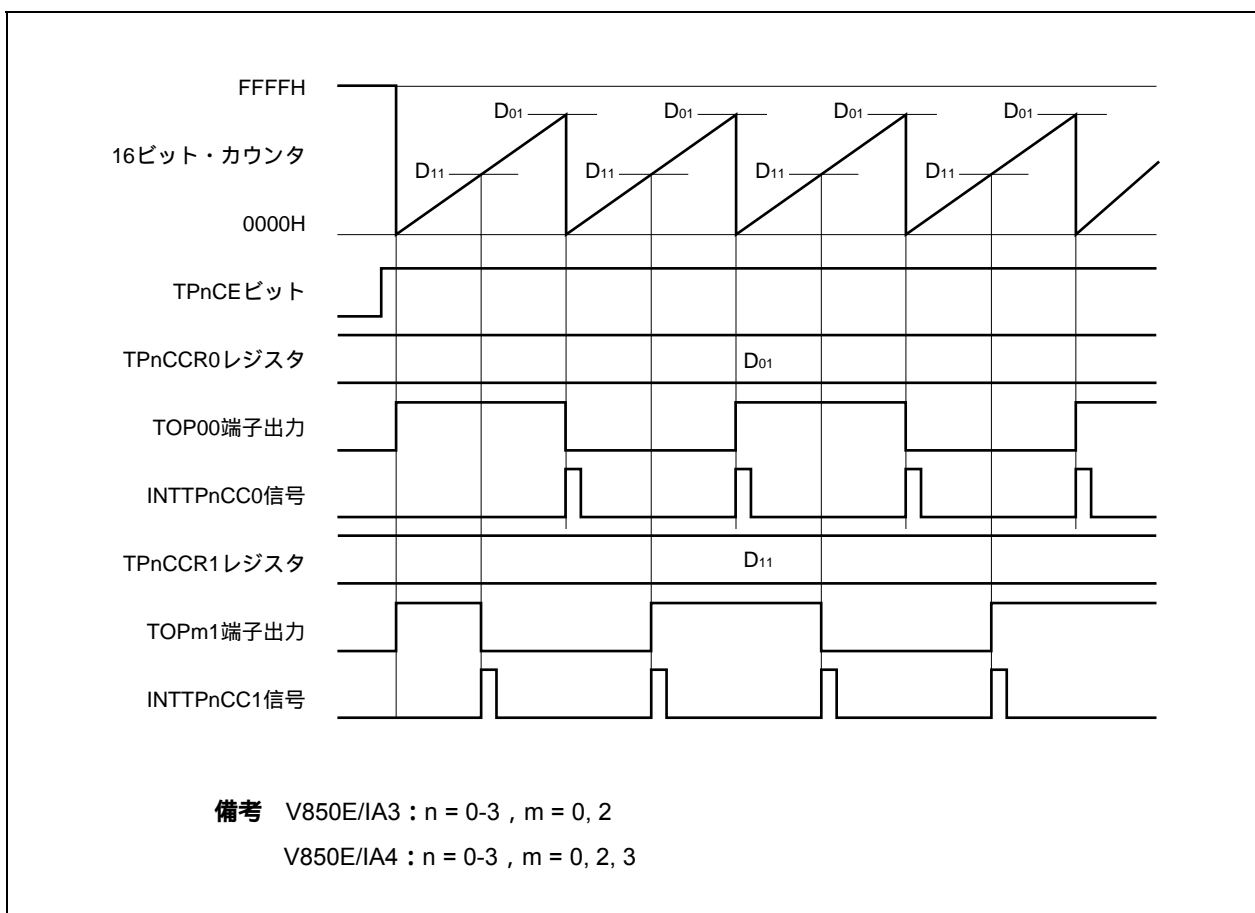 FFFFH
D01 D01 D01 D01
16ビット・カウンタ
D11 D11 D11 D11
0000H
TPnCEビット
TPnCCR0レジスタ D01
TOP00端子出力
INTTPnCC0信号
TPnCCR1レジスタ D11
TOPm1端子出力
INTTPnCC1信号
備考 V850E/IA3：n = 0-3 , m = 0, 2
V850E/IA4：n = 0-3 , m = 0, 2, 3